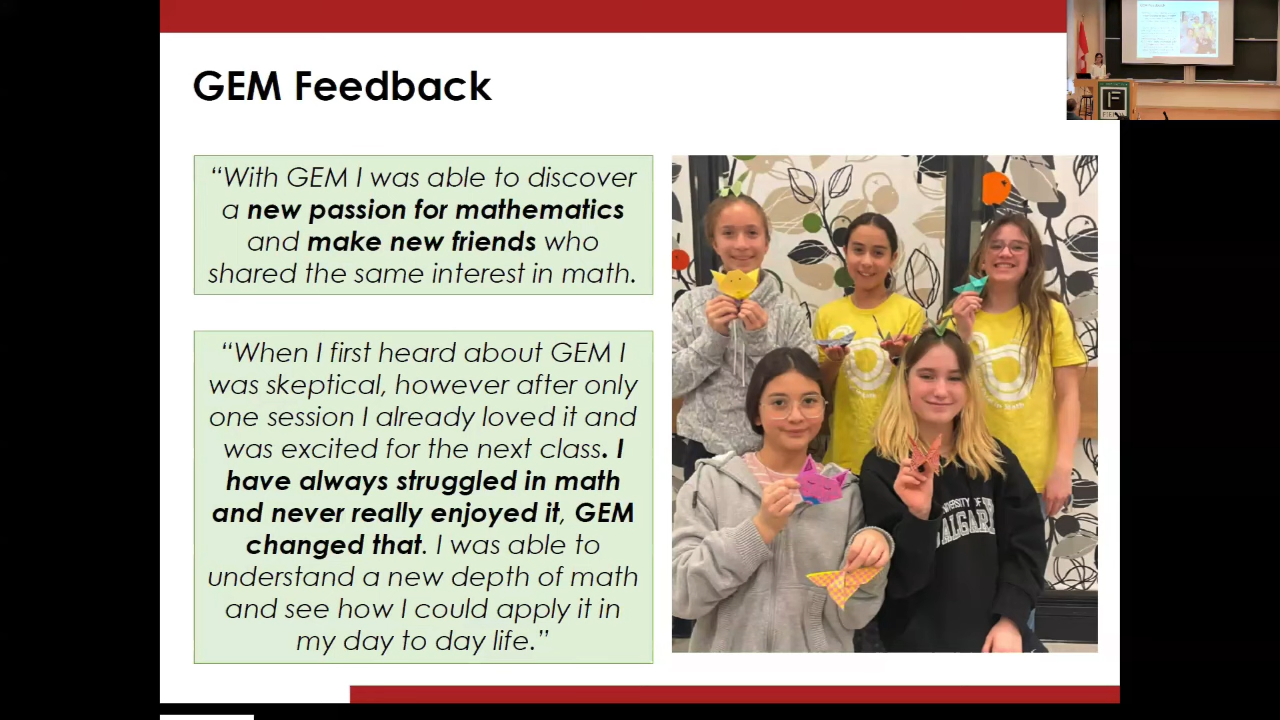 GEM Feedback
“With GEM I was able to discover
a new passion for mathematics
and make new friends who
shared the same interest in math.
“When I first heard about GEM I
was skeptical, however after only
one session I already loved it and
was excited for the next class. I
have always struggled in math
and never really enjoyed it, GEM
changed that. I was able to
understand a new depth of math
and see how I could apply it in
my day to day life.”